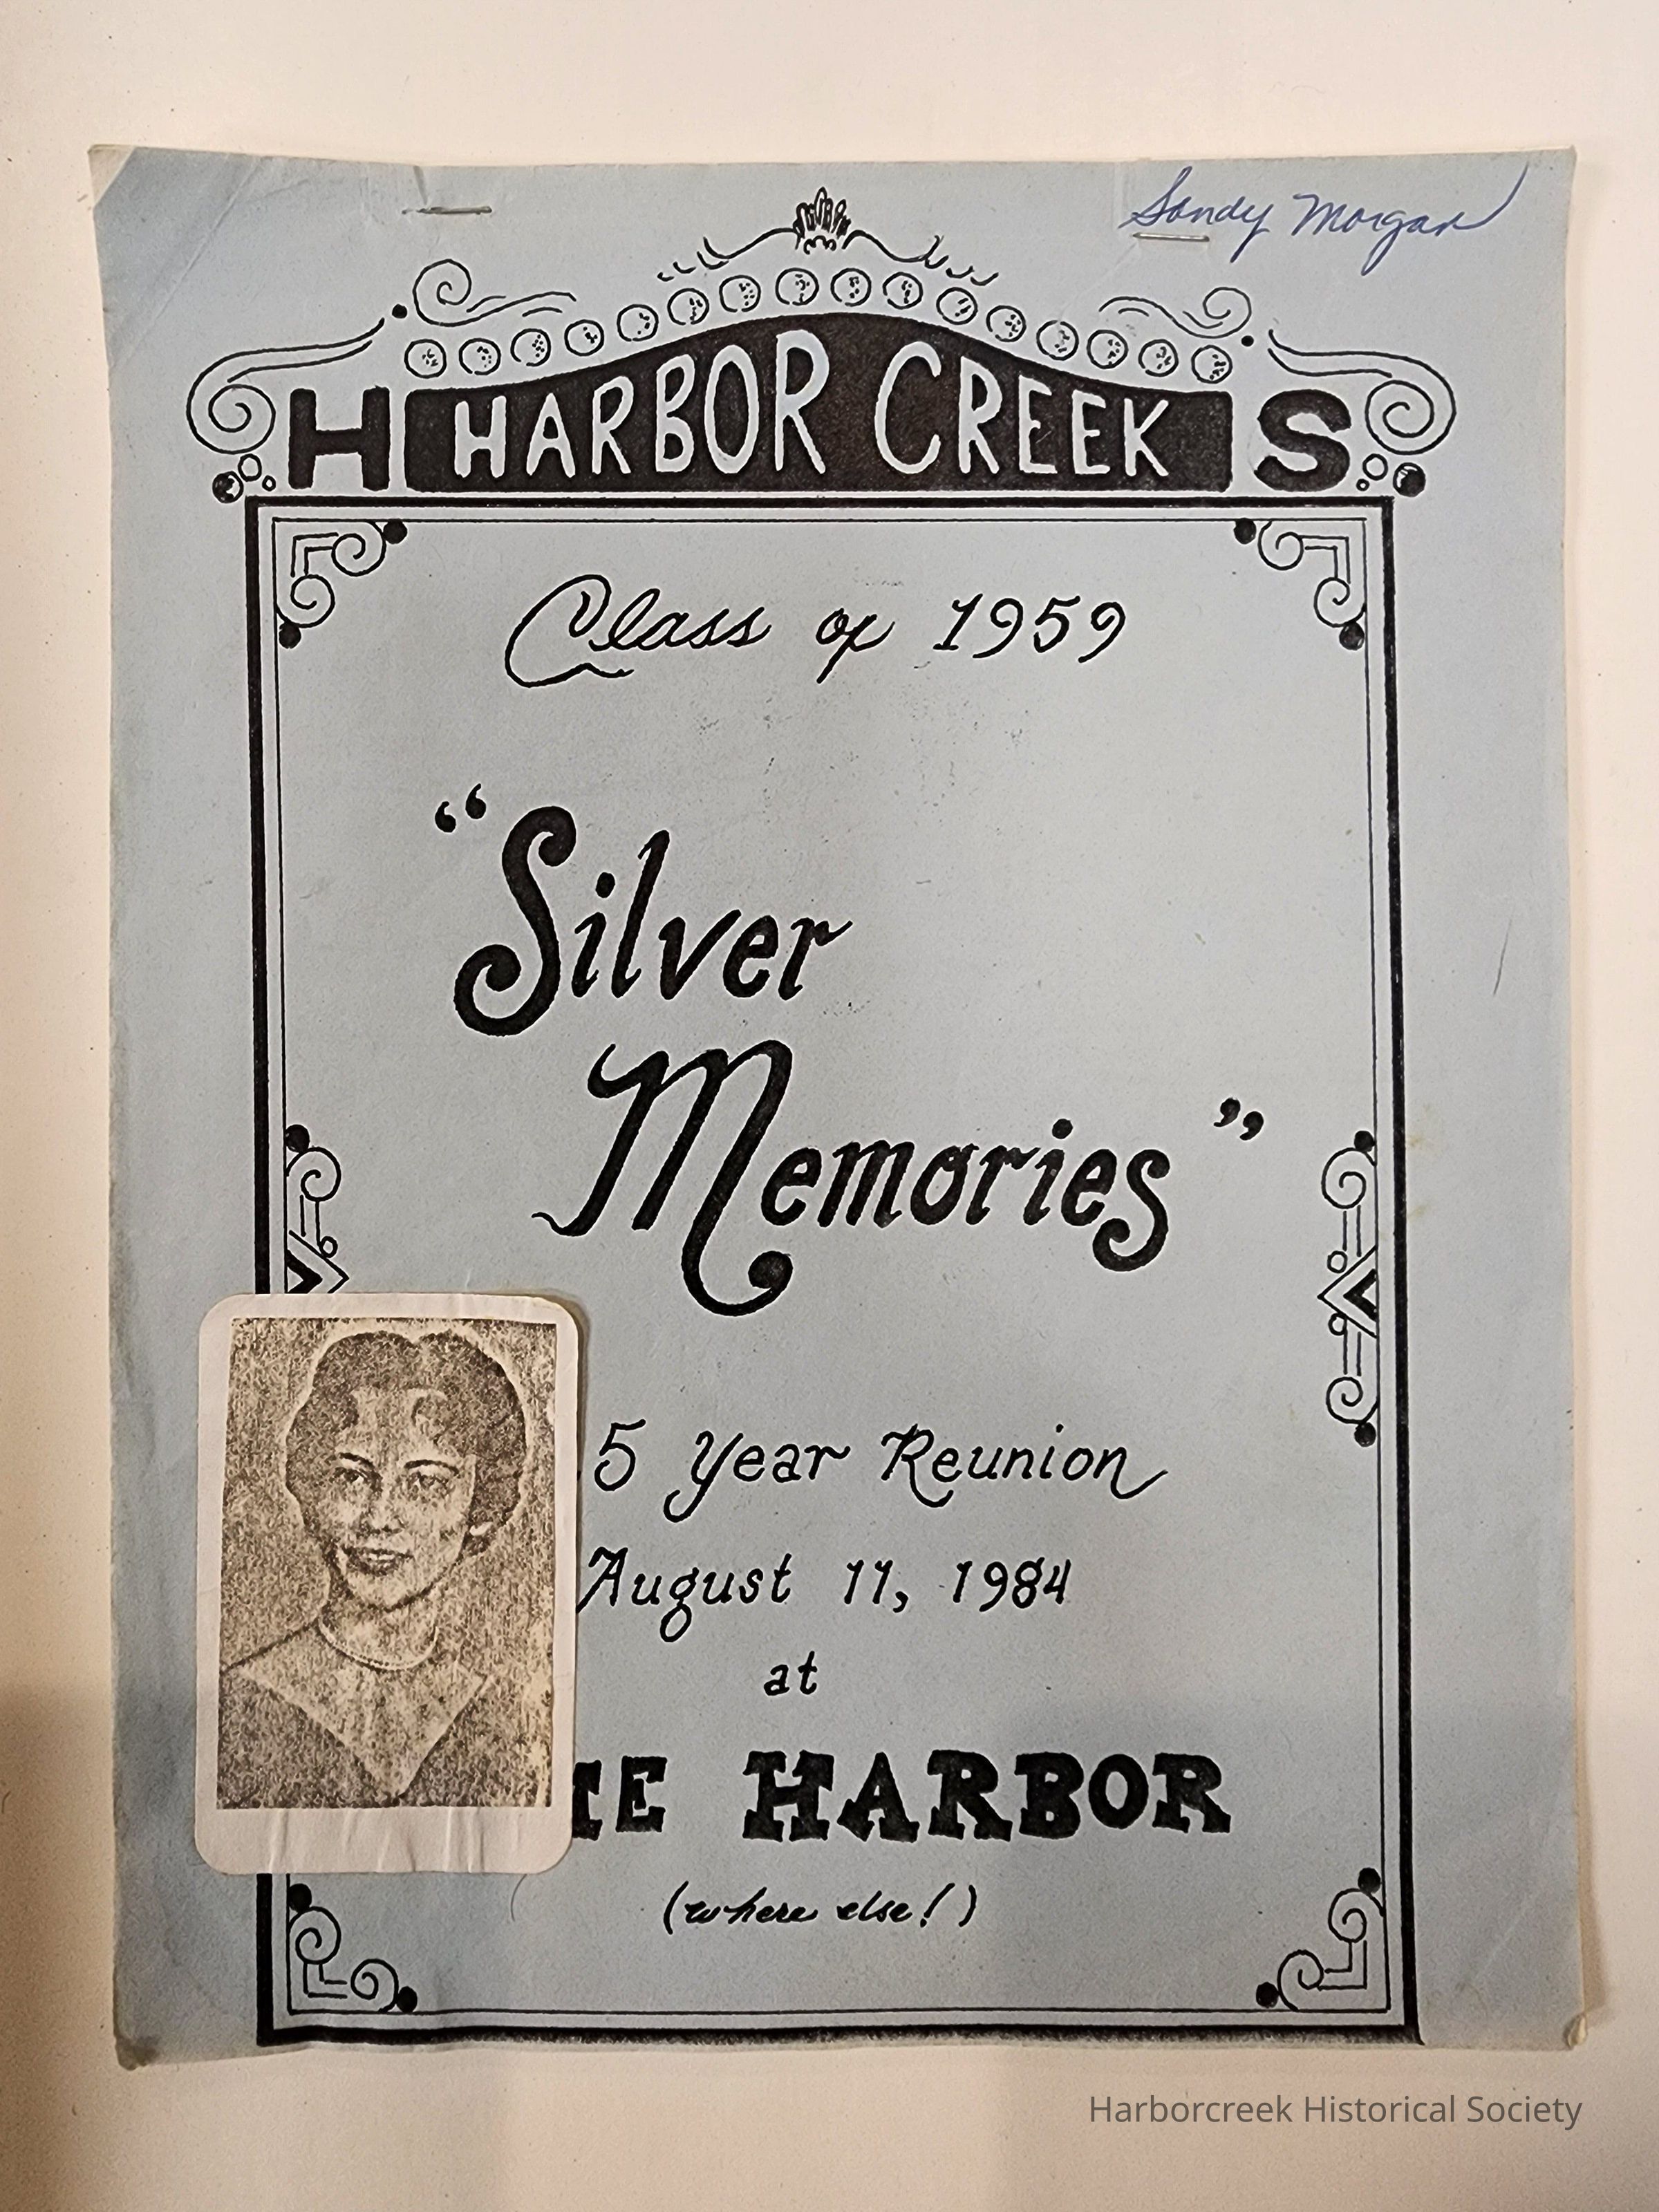 Sandy Morgan
H HARBOR CREEK S
Class of 1959
“Silver
Memories”
5 Year Reunion
August 11, 1984
at
HE HARBOR
(where else!)
Harborcreek Historical Society